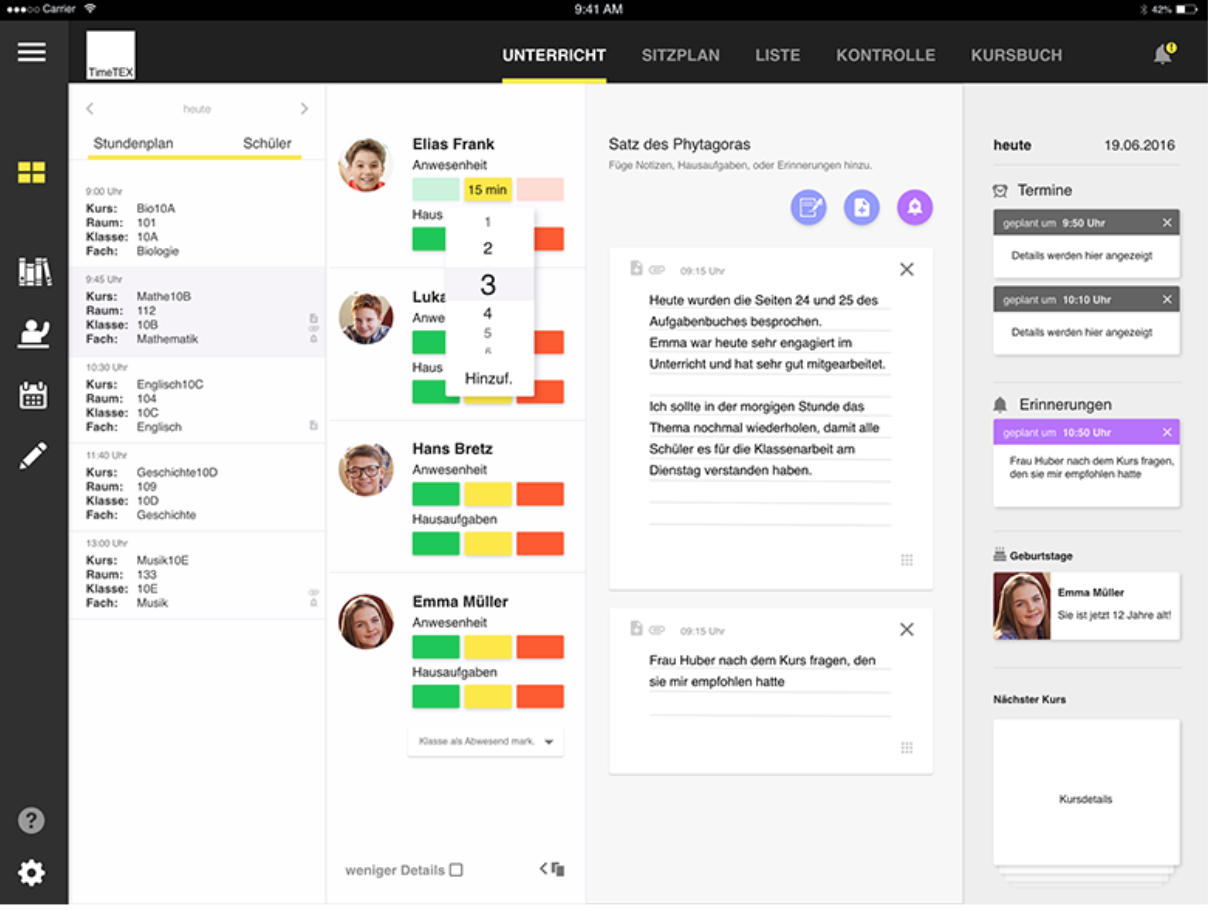 Carrier 9:41 AM 42%
TimeTEX
UNTERRICHT SITZPLAN LISTE KONTROLLE KURSBUCH
heute
Stundenplan Schüler
9:00 Uhr
Kurs: Bio10A
Raum: 101
Klasse: 10A
Fach: Biologie
9:45 Uhr
Kurs: Mathe10B
Raum: 112
Klasse: 10B
Fach: Mathematik
10:30 Uhr
Kurs: Englisch10C
Raum: 104
Klasse: 10C
Fach: Englisch
11:40 Uhr
Kurs: Geschichte10D
Raum: 109
Klasse: 10D
Fach: Geschichte
13:00 Uhr
Kurs: Musik10E
Raum: 133
Klasse: 10E
Fach: Musik
Elias Frank
Anwesenheit
15 min
Haus
1
2
3
4
5
6
Hinzuf.
Luka
Anwe
Haus
Hans Bretz
Anwesenheit
Hausaufgaben
Emma Müller
Anwesenheit
Hausaufgaben
Klasse als Abwesend mark.
weniger Details
Satz des Phytagoras
Füge Notizen, Hausaufgaben, oder Erinnerungen hinzu.
09:15 Uhr
Heute wurden die Seiten 24 und 25 des
Aufgabenbuches besprochen.
Emma war heute sehr engagiert im
Unterricht und hat sehr gut mitgearbeitet.
Ich sollte in der morgigen Stunde das
Thema nochmal wiederholen, damit alle
Schüler es für die Klassenarbeit am
Dienstag verstanden haben.
09:15 Uhr
Frau Huber nach dem Kurs fragen, den
sie mir empfohlen hatte
heute 19.06.2016
Termine
geplant um 9:50 Uhr
Details werden hier angezeigt
geplant um 10:10 Uhr
Details werden hier angezeigt
Erinnerungen
geplant um 10:50 Uhr
Frau Huber nach dem Kurs fragen,
den sie mir empfohlen hatte
Geburtstage
Emma Müller
Sie ist jetzt 12 Jahre alt!
Nächster Kurs
Kursdetails